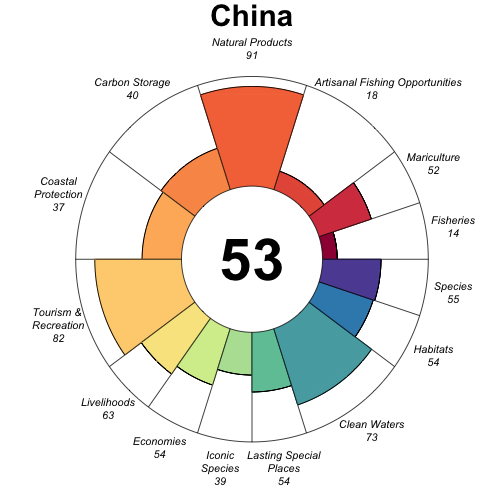 China
Natural Products
91
Carbon Storage
40
Artisanal Fishing Opportunities
18
Mariculture
52
Coastal
Protection
37
Fisheries
14
53
Species
55
Tourism &
Recreation
82
Habitats
54
Livelihoods
63
Clean Waters
73
Economies
54
Iconic
Species
39
Lasting Special
Places
54